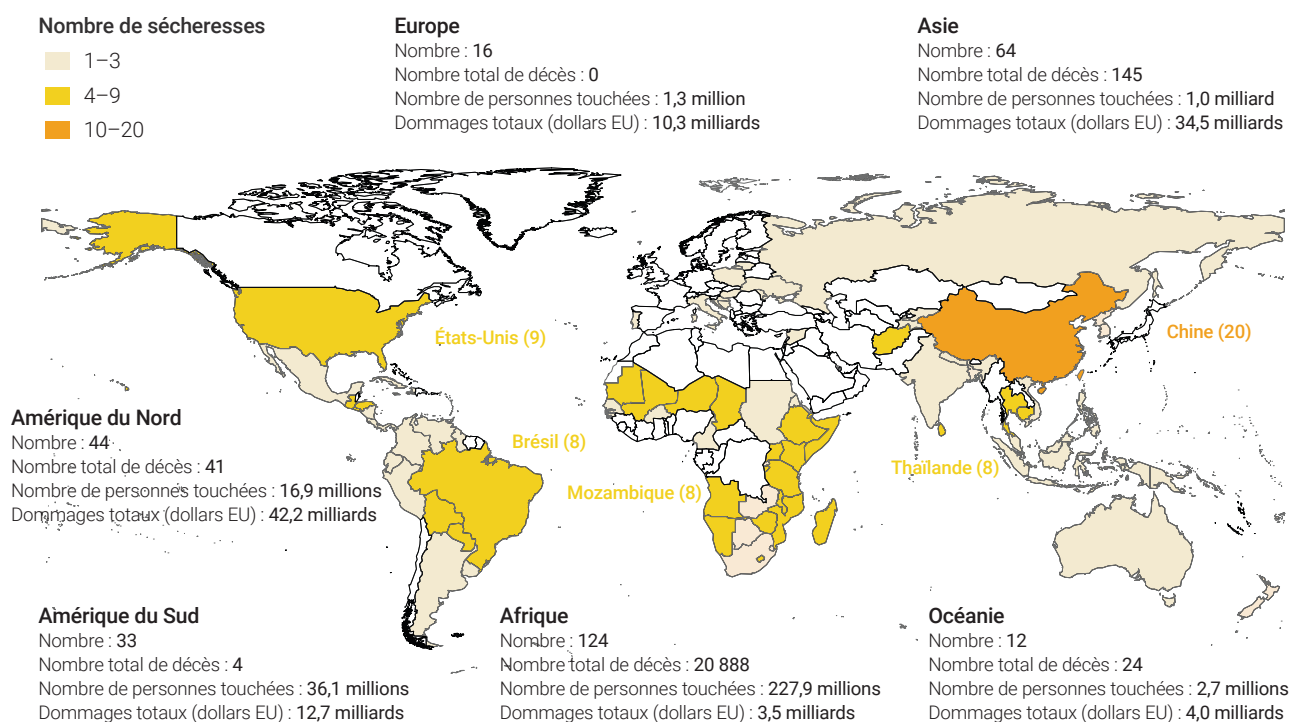 Nombre de sécheresses
1–3
4–9
10–20
Europe
Nombre : 16
Nombre total de décès : 0
Nombre de personnes touchées : 1,3 million
Dommages totaux (dollars EU) : 10,3 milliards
Asie
Nombre : 64
Nombre total de décès : 145
Nombre de personnes touchées : 1,0 milliard
Dommages totaux (dollars EU) : 34,5 milliards
États-Unis (9)
Chine (20)
Amérique du Nord
Nombre : 44
Nombre total de décès : 41
Nombre de personnes touchées : 16,9 millions
Dommages totaux (dollars EU) : 42,2 milliards
Brésil (8)
Mozambique (8)
Thaïlande (8)
Amérique du Sud
Nombre : 33
Nombre total de décès : 4
Nombre de personnes touchées : 36,1 millions
Dommages totaux (dollars EU) : 12,7 milliards
Afrique
Nombre : 124
Nombre total de décès : 20 888
Nombre de personnes touchées : 227,9 millions
Dommages totaux (dollars EU) : 3,5 milliards
Océanie
Nombre : 12
Nombre total de décès : 24
Nombre de personnes touchées : 2,7 millions
Dommages totaux (dollars EU) : 4,0 milliards